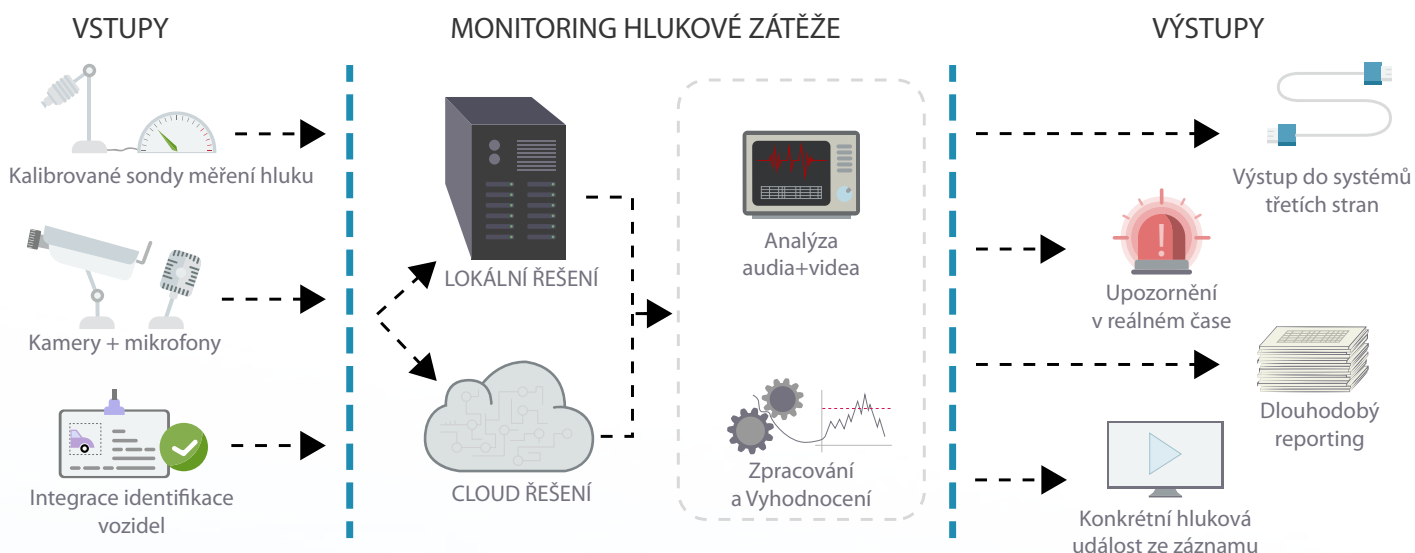 VSTUPY
Kalibrované sondy měření hluku
Kamery + mikrofony
Integrace identifikace
vozidel
MONITORING HLUKOVÉ ZÁTĚŽE
LOKÁLNÍ ŘEŠENÍ
CLOUD ŘEŠENÍ
Analýza
audia+videa
Zpracování
a Vyhodnocení
VÝSTUPY
Výstup do systémů
třetích stran
Upozornění
v reálném čase
Dlouhodobý
reporting
Konkrétní hluková
událost ze záznamu